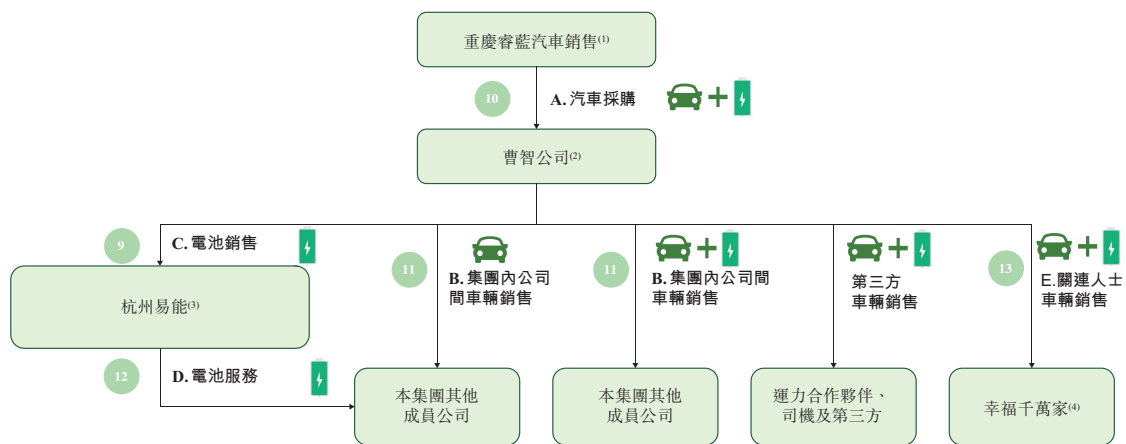 重慶睿藍汽車銷售(1)
10
A. 汽車採購
曹智公司(2)
9
C. 電池銷售
11
B. 集團內公司
間車輛銷售
11
B. 集團內公司間
車輛銷售
第三方
車輛銷售
13
E.關連人士
車輛銷售
杭州易能(3)
12
D. 電池服務
本集團其他
成員公司
本集團其他
成員公司
運力合作夥伴、
司機及第三方
幸福千萬家(4)